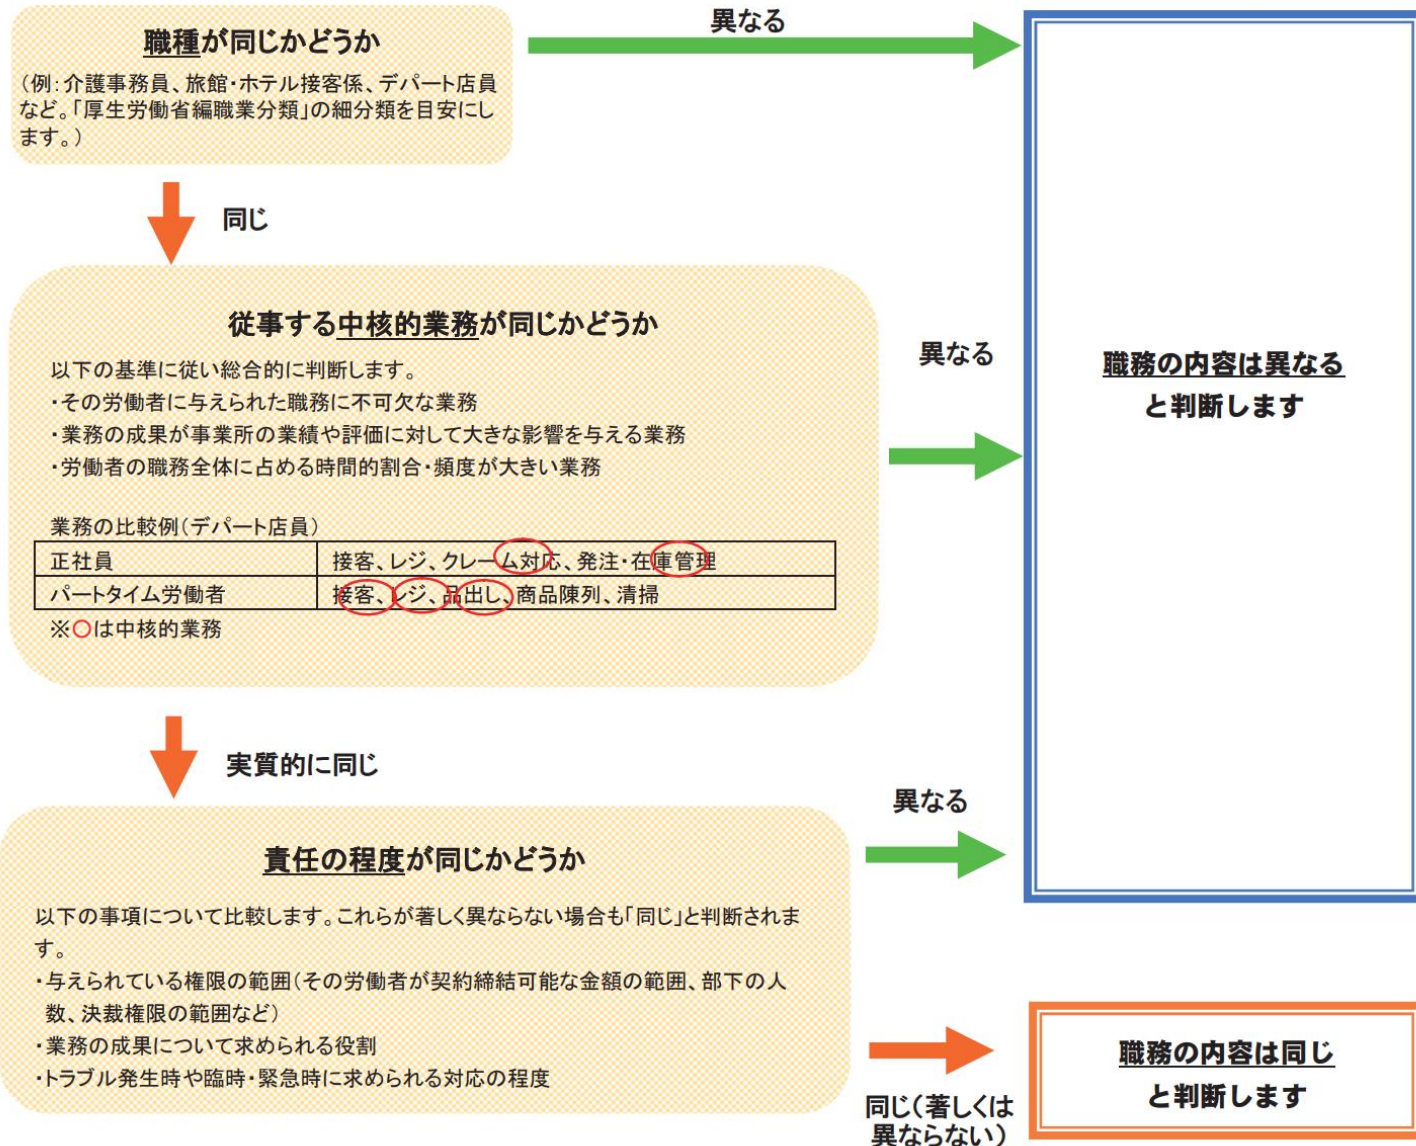 職種が同じかどうか
(例：介護事務員、旅館・ホテル接客係、デパート店員
など。「厚生労働省編職業分類」の細分類を目安にし
ます。)
異なる
同じ
従事する中核的業務が同じかどうか
以下の基準に従い総合的に判断します。
・その労働者に与えられた職務に不可欠な業務
・業務の成果が事業所の業績や評価に対して大きな影響を与える業務
・労働者の職務全体に占める時間的割合・頻度が大きい業務
業務の比較例(デパート店員)
正社員 接客、レジ、クレーム対応、発注・在庫管理
パートタイム労働者 接客、レジ、品出し、商品陳列、清掃
※〇は中核的業務
異なる
職務の内容は異なる
と判断します
実質的に同じ
責任の程度が同じかどうか
以下の事項について比較します。これらが著しく異ならない場合も「同じ」と判断されま
す。
・与えられている権限の範囲(その労働者が契約締結可能な金額の範囲、部下の人
数、決裁権限の範囲など)
・業務の成果について求められる役割
・トラブル発生時や臨時・緊急時に求められる対応の程度
異なる
同じ(著しくは
異ならない)
職務の内容は同じ
と判断します